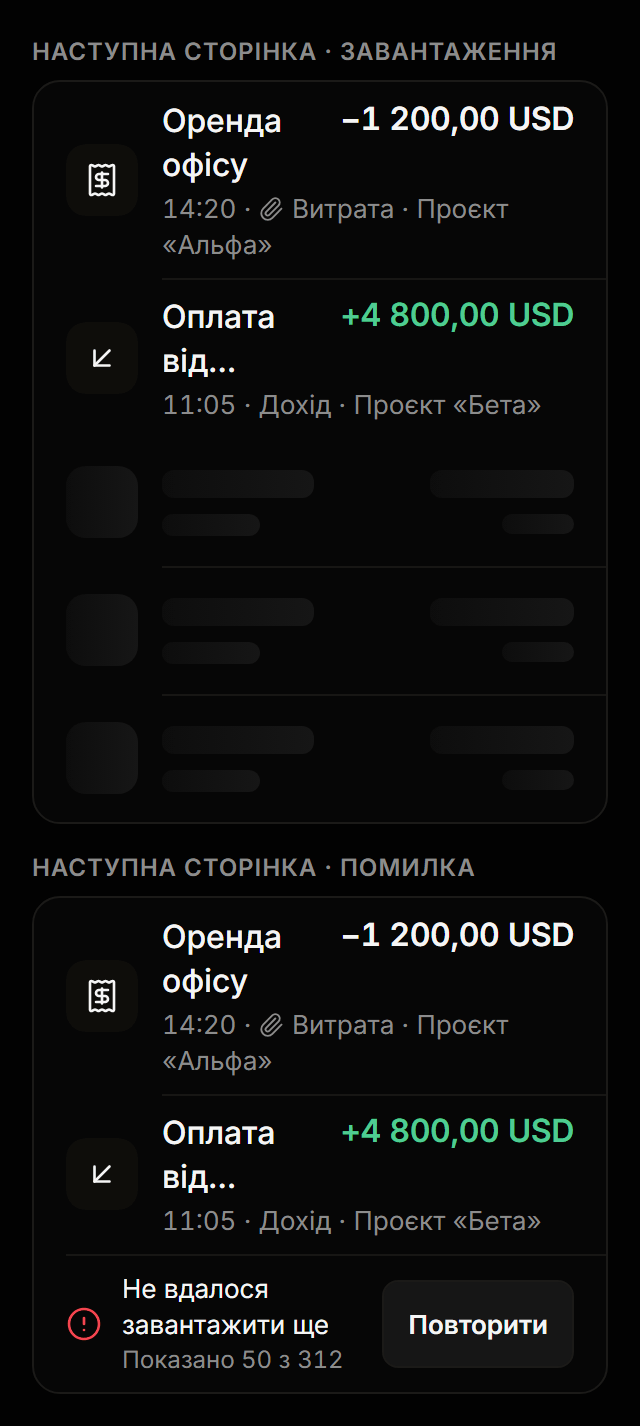 НАСТУПНА СТОРІНКА · ЗАВАНТАЖЕННЯ
Оренда
офісу
−1 200,00 USD
14:20 · Витрата · Проєкт
«Альфа»
Оплата
від…
+4 800,00 USD
11:05 · Дохід · Проєкт «Бета»
НАСТУПНА СТОРІНКА · ПОМИЛКА
Оренда
офісу
−1 200,00 USD
14:20 · Витрата · Проєкт
«Альфа»
Оплата
від…
+4 800,00 USD
11:05 · Дохід · Проєкт «Бета»
Не вдалося
завантажити ще
Показано 50 з 312
Повторити